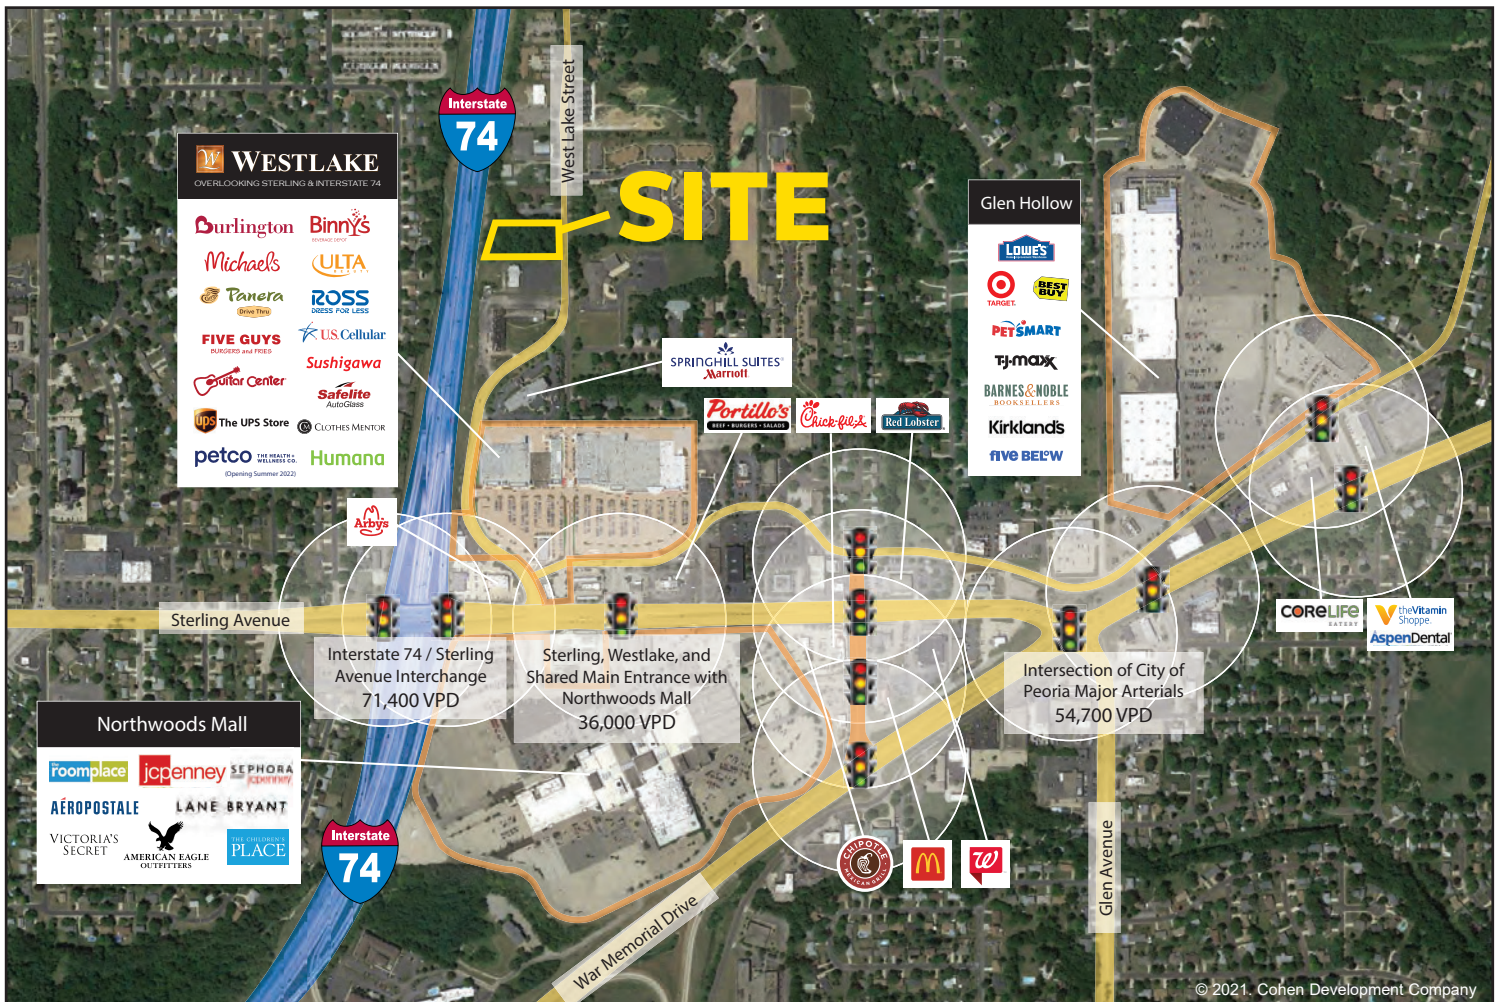 Interstate
74
West Lake Street
SITE
W WESTLAKE
OVERLOOKING STERLING & INTERSTATE 74
Burlington
Binny's
BEVERAGE DEPOT
Michaels
ULTA
BEAUTY
Panera
Drive Thru
ROSS
DRESS FOR LESS
FIVE GUYS
BURGERS and FRIES
U.S. Cellular
Sushigawa
Guitar Center
Safelite
AutoGlass
ups The UPS Store
CM CLOTHES MENTOR
petco THE HEALTH +
WELLNESS CO.
(Opening Summer 2022)
Humana
Glen Hollow
LOWE'S
TARGET
BEST
BUY
PETSMART
T·J·maxx
BARNES & NOBLE
BOOKSELLERS
Kirkland's
five BELOW
SPRINGHILL SUITES
Marriott
Portillo's
BEEF • BURGERS • SALADS
Chick-fil-A
Red Lobster
Arby's
Sterling Avenue
Interstate 74 / Sterling
Avenue Interchange
71,400 VPD
Sterling, Westlake, and
Shared Main Entrance with
Northwoods Mall
36,000 VPD
Intersection of City of
Peoria Major Arterials
54,700 VPD
CORELIFE
EATERY
V theVitamin
Shoppe.
AspenDental
Northwoods Mall
the
roomplace
jcpenney
SEPHORA
jcpenney
AÉROPOSTALE
LANE BRYANT
VICTORIA'S
SECRET
AMERICAN EAGLE
OUTFITTERS
THE CHILDREN'S
PLACE
Interstate
74
CHIPOTLE
MEXICAN GRILL
M
W
War Memorial Drive
Glen Avenue
© 2021. Cohen Development Company